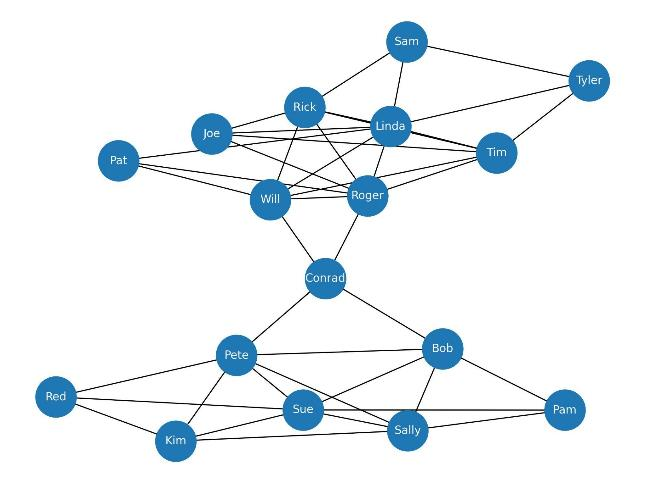 Sam
Tyler
Rick
Linda
Joe
Tim
Pat
Will
Roger
Conrad
Pete
Bob
Red
Sue
Pam
Kim
Sally